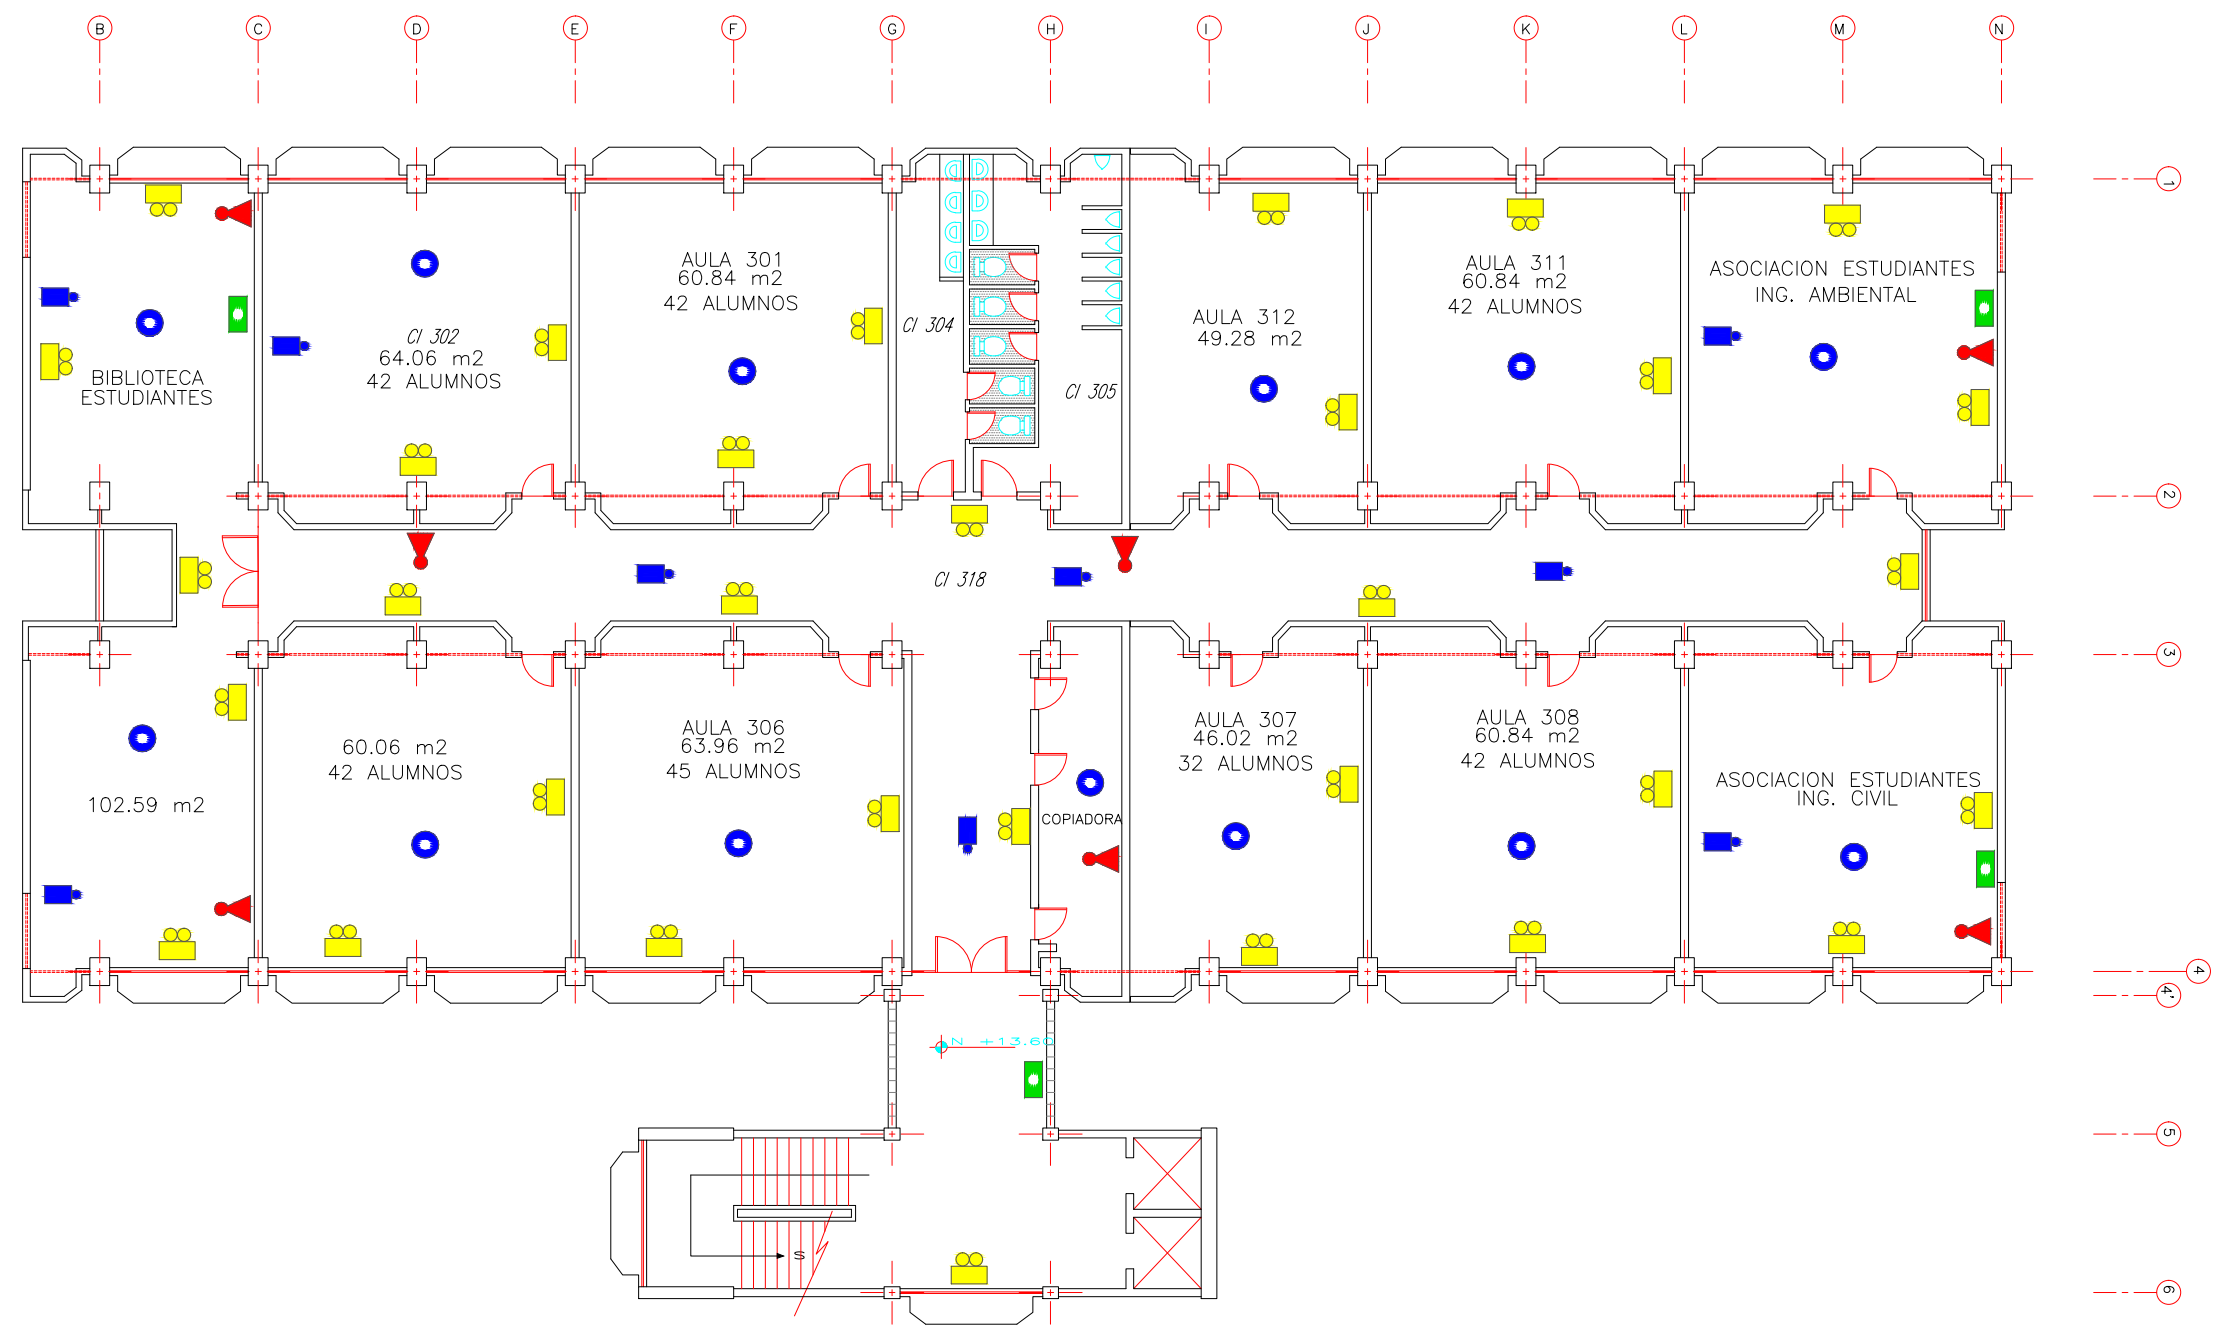 B C D E F G H I J K L M N
1
AULA 301
60.84 m2
42 ALUMNOS
AULA 311
60.84 m2
42 ALUMNOS
ASOCIACION ESTUDIANTES
ING. AMBIENTAL
CI 302
64.06 m2
42 ALUMNOS
CI 304
AULA 312
49.28 m2
BIBLIOTECA
ESTUDIANTES
CI 305
2
CI 318
3
AULA 306
63.96 m2
45 ALUMNOS
AULA 307
46.02 m2
32 ALUMNOS
AULA 308
60.84 m2
42 ALUMNOS
60.06 m2
42 ALUMNOS
ASOCIACION ESTUDIANTES
ING. CIVIL
102.59 m2
COPIADORA
4
4'
N +13.60
5
S
6